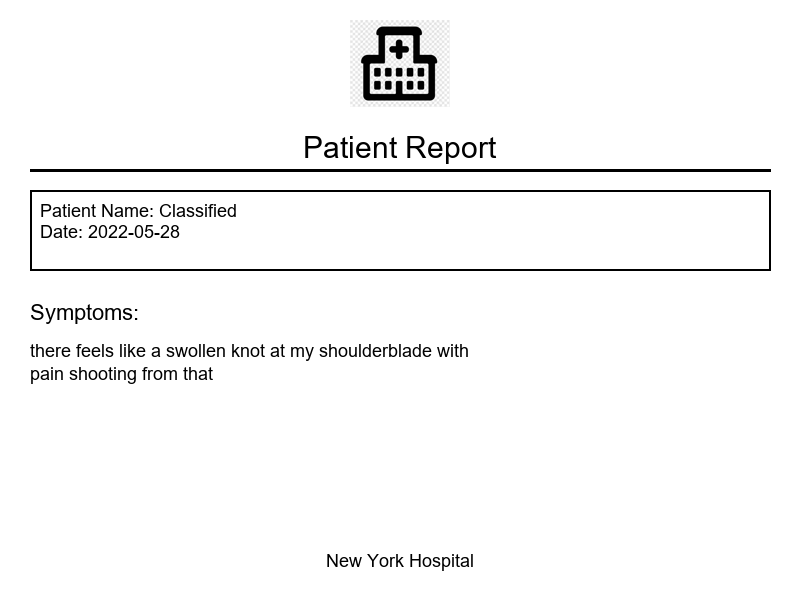 Patient Report
Patient Name: Classified
Date: 2022-05-28
Symptoms:
there feels like a swollen knot at my shoulderblade with
pain shooting from that
New York Hospital